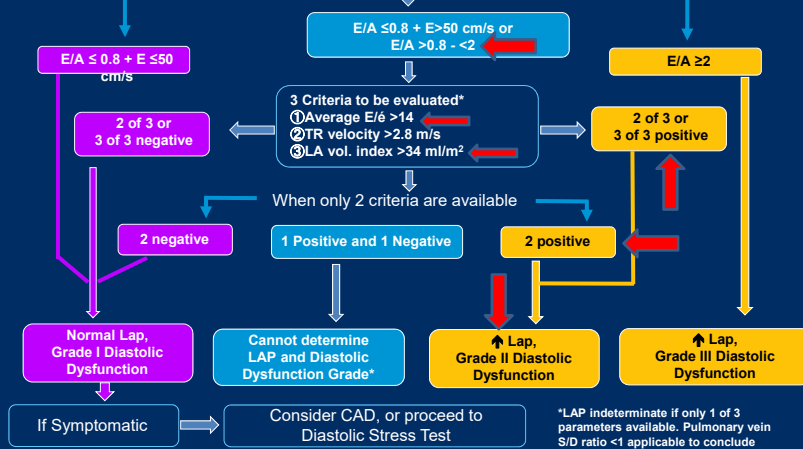 E/A ≤0.8 + E>50 cm/s or
E/A >0.8 - <2
E/A ≤ 0.8 + E ≤50
cm/s
E/A ≥2
3 Criteria to be evaluated*
①Average E/é >14
②TR velocity >2.8 m/s
③LA vol. index >34 ml/m²
2 of 3 or
3 of 3 negative
2 of 3 or
3 of 3 positive
When only 2 criteria are available
2 negative
1 Positive and 1 Negative
2 positive
Normal Lap,
Grade I Diastolic
Dysfunction
Cannot determine
LAP and Diastolic
Dysfunction Grade*
Lap,
Grade II Diastolic
Dysfunction
Lap,
Grade III Diastolic
Dysfunction
If Symptomatic
Consider CAD, or proceed to
Diastolic Stress Test
*LAP indeterminate if only 1 of 3
parameters available. Pulmonary vein
S/D ratio <1 applicable to conclude